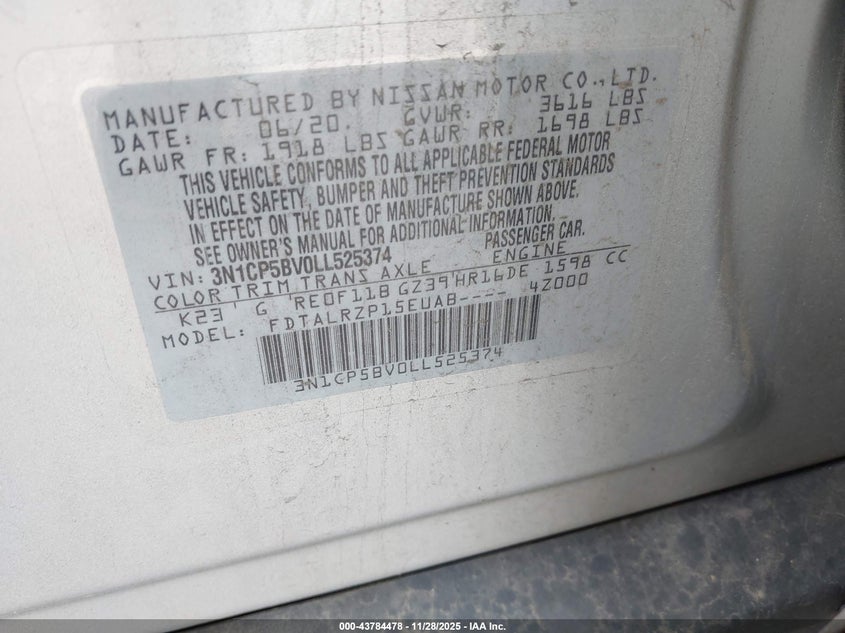 MANUFACTURED BY NISSAN MOTOR CO., LTD.
DATE: 06/20. GVWR: 3616 LBS
GAWR FR: 1918 LBS GAWR RR: 1698 LBS
THIS VEHICLE CONFORMS TO ALL APPLICABLE FEDERAL MOTOR
VEHICLE SAFETY, BUMPER AND THEFT PREVENTION STANDARDS
IN EFFECT ON THE DATE OF MANUFACTURE SHOWN ABOVE.
SEE OWNER'S MANUAL FOR ADDITIONAL INFORMATION.
VIN: 3N1CP5BV0LL525374 PASSENGER CAR.
COLOR TRIM TRANS AXLE ENGINE
K23 G RE0F11B GZ39 HR16DE 1598 CC
MODEL: FDTALRZP15EUAB---- 4Z000
3N1CP5BV0LL525374
000-43784478 | 11/28/2025 | © IAA Inc.